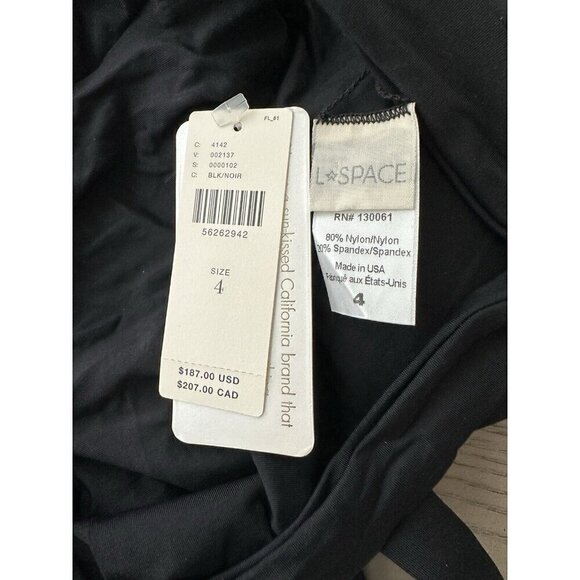 FL_61
C: 4142
V: 002137
S: 0000102
C: BLK/NOIR
56262942
SIZE
4
$187.00 USD
$207.00 CAD
sun-kissed California brand that
L*SPACE
RN# 130061
80% Nylon/Nylon
20% Spandex/Spandex
Made in USA
Fabriqué aux États-Unis
4